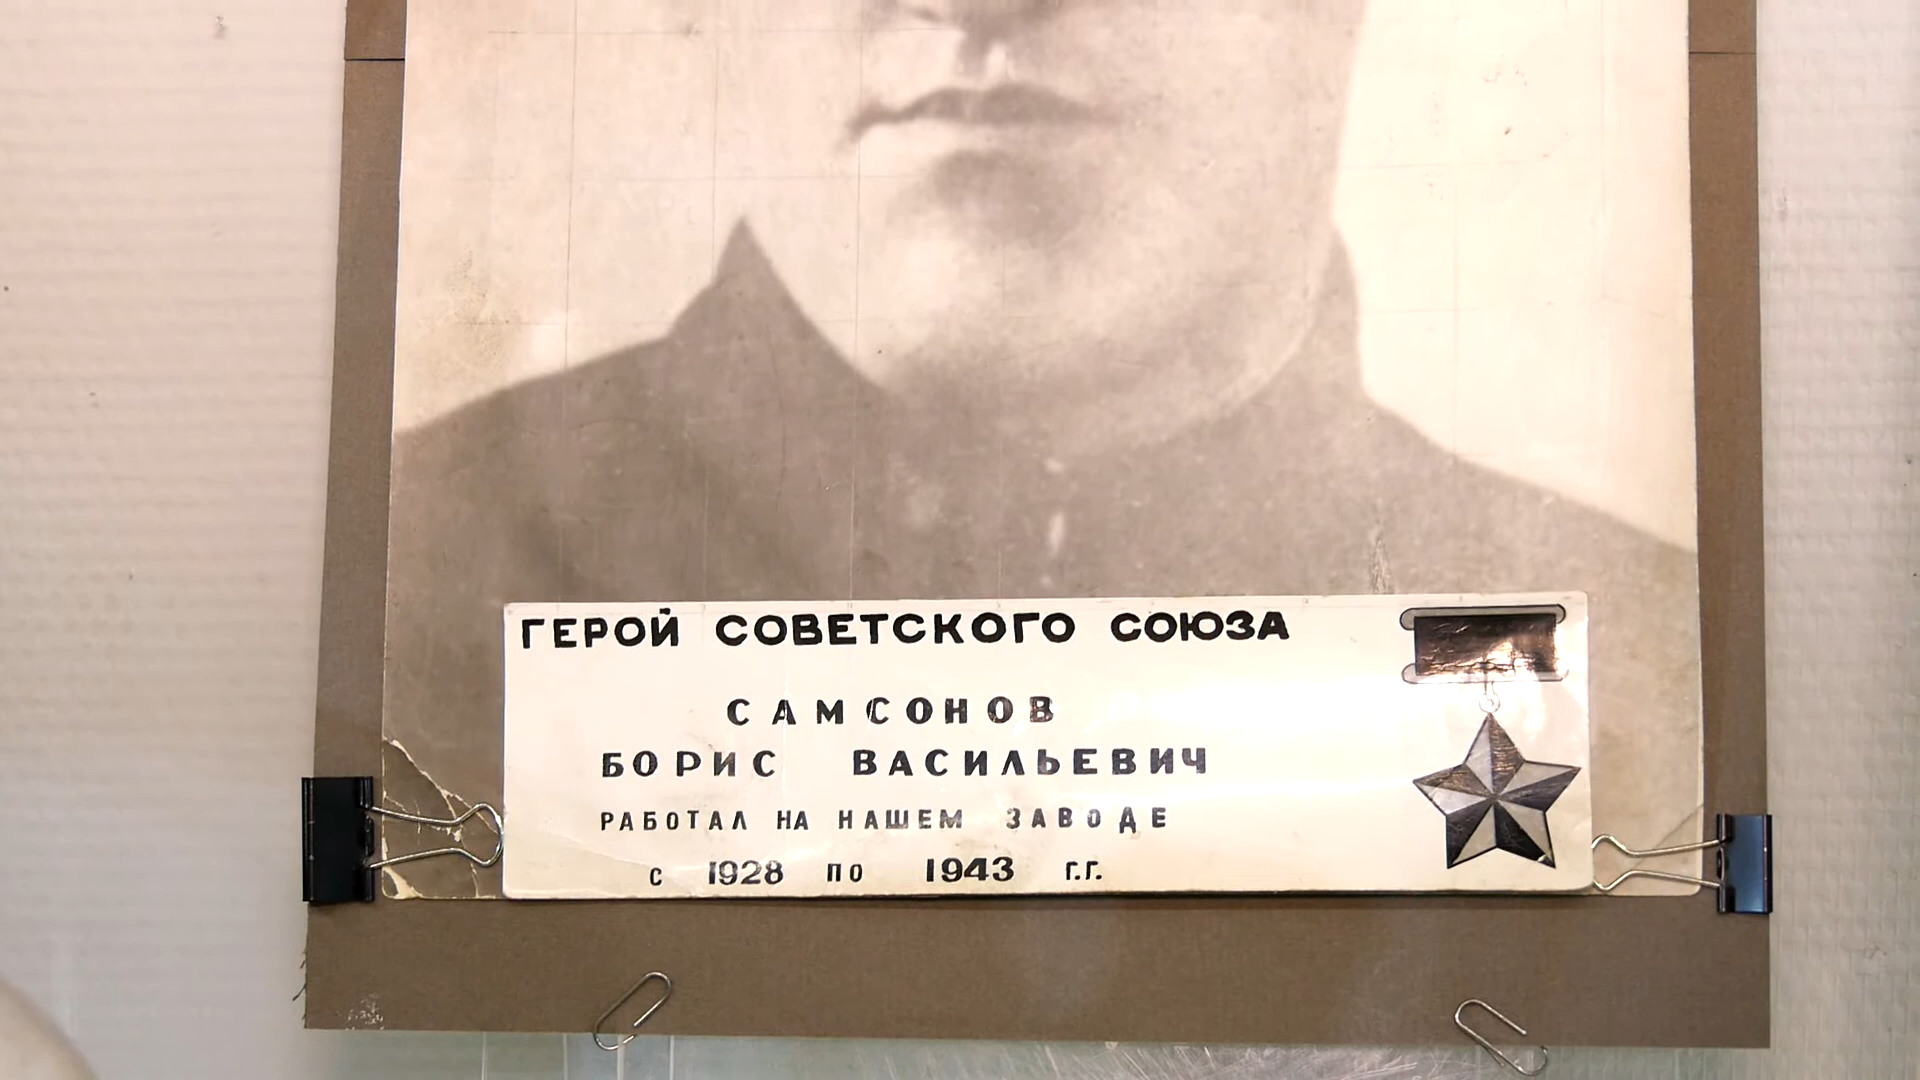 ГЕРОЙ СОВЕТСКОГО СОЮЗА
САМСОНОВ
БОРИС ВАСИЛЬЕВИЧ
РАБОТАЛ НА НАШЕМ ЗАВОДЕ
С 1928 ПО 1943 Г.Г.